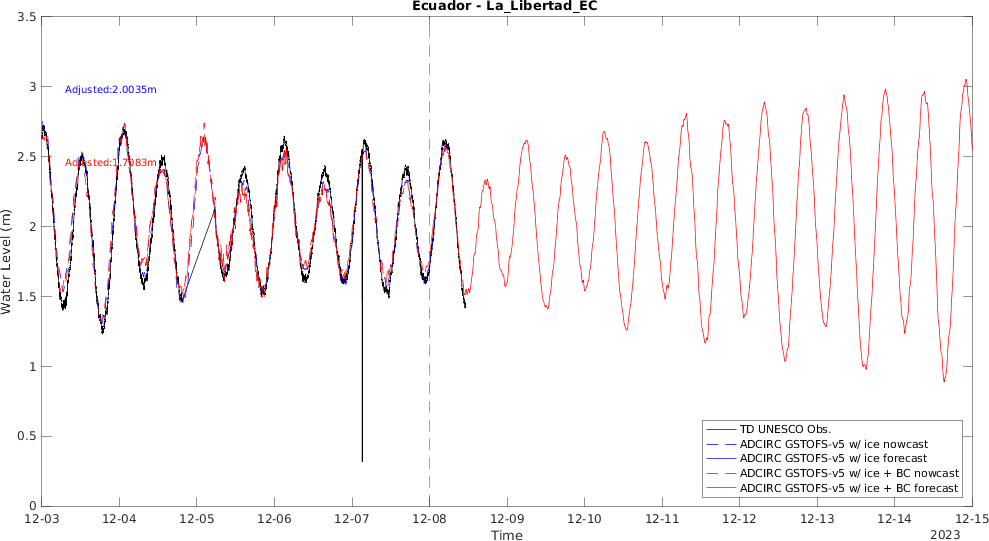 Ecuador - La_Libertad_EC
Water Level (m)
3.5
3
2.5
2
1.5
1
0.5
0
Adjusted:2.0035m
Adjusted:1.7983m
TD UNESCO Obs.
ADCIRC GSTOFS-v5 w/ ice nowcast
ADCIRC GSTOFS-v5 w/ ice forecast
ADCIRC GSTOFS-v5 w/ ice + BC nowcast
ADCIRC GSTOFS-v5 w/ ice + BC forecast
12-03 12-04 12-05 12-06 12-07 12-08 12-09 12-10 12-11 12-12 12-13 12-14 12-15
Time
2023